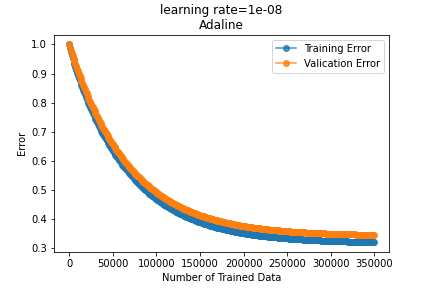 learning rate=1e-08
Adaline
Training Error
Valication Error
1.0
0.9
0.8
0.7
0.6
0.5
0.4
0.3
Error
0
50000
100000
150000
200000
250000
300000
350000
Number of Trained Data